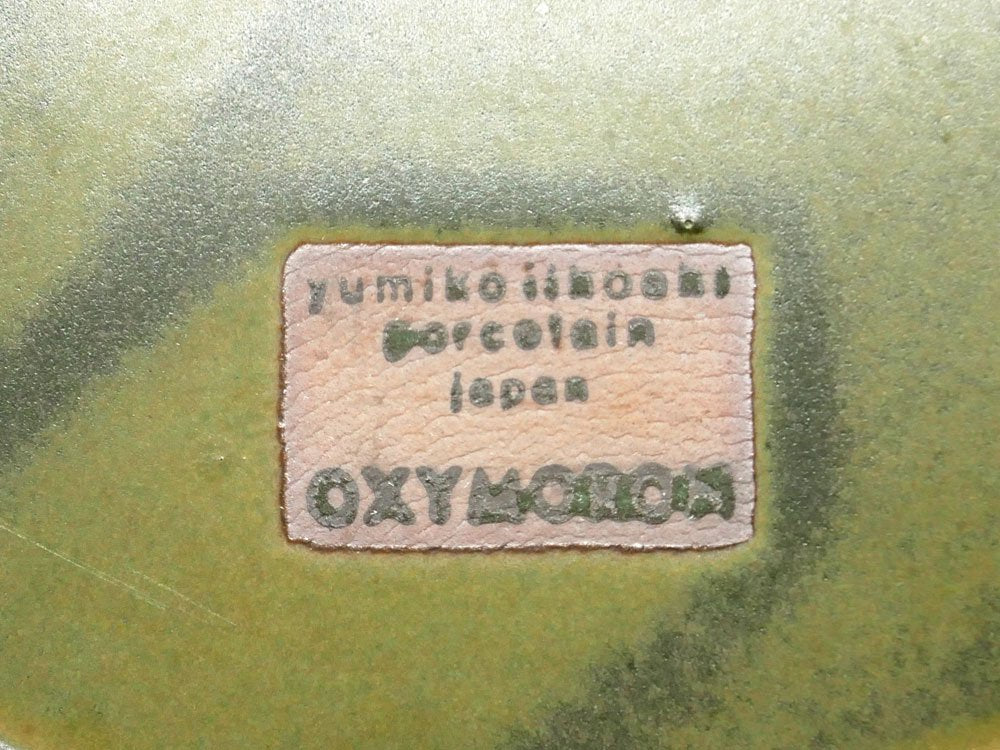 yumiko iihoshi
porcelain
japan
OXYMORON